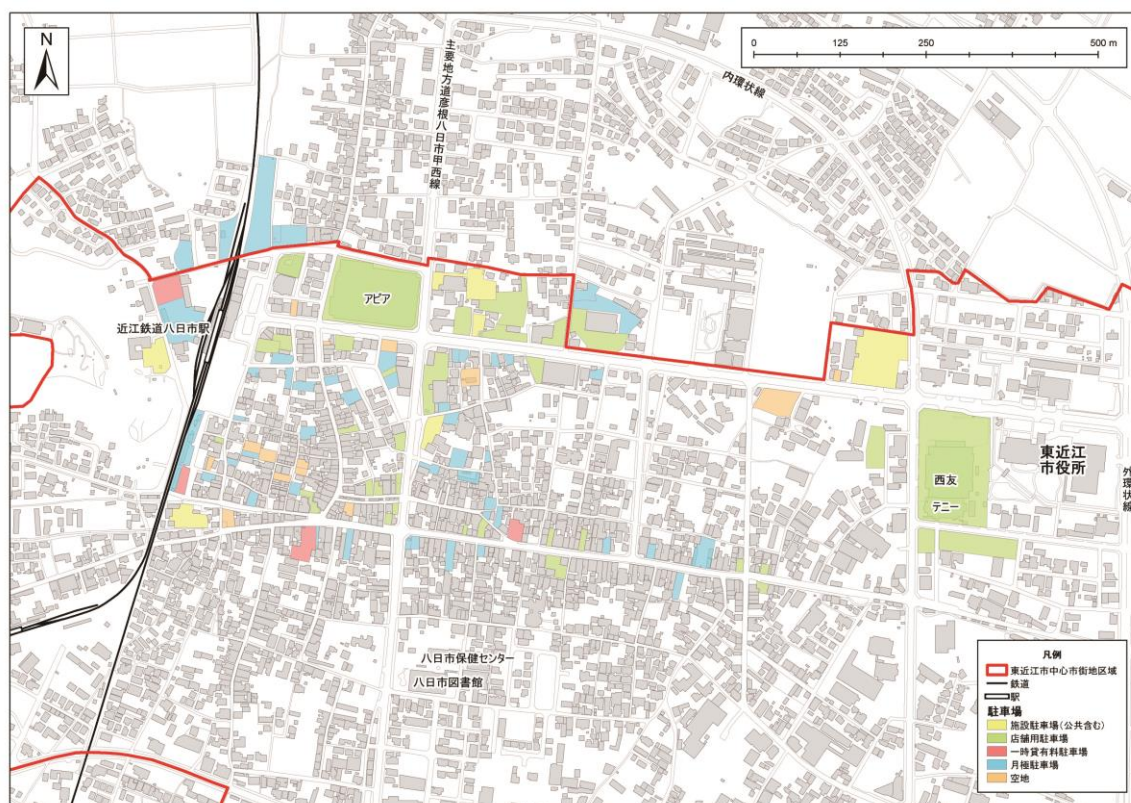 N
0 125 250 500 m
主要地方道彦根八日市甲西線
内環状線
アピア
近江鉄道八日市駅
東近江
市役所
外環状線
西友
テニー
八日市保健センター
八日市図書館
凡例
東近江市中心市街地区域
鉄道
駅
駐車場
施設駐車場(公共含む)
店舗用駐車場
一時貸有料駐車場
月極駐車場
空地